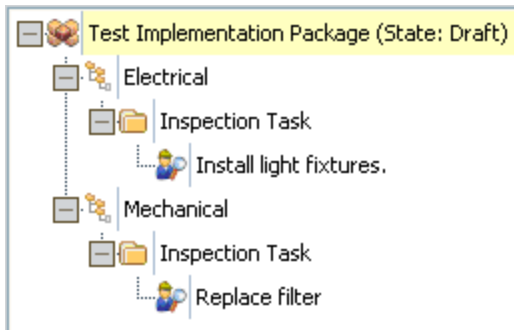 Test Implementation Package (State: Draft)
Electrical
Inspection Task
Install light fixtures.
Mechanical
Inspection Task
Replace filter